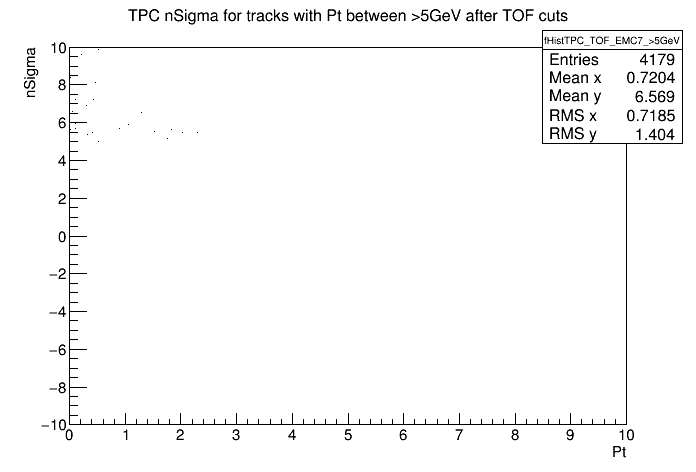 TPC nSigma for tracks with Pt between >5GeV after TOF cuts
fHistTPC_TOF_EMC7_>5GeV
Entries 4179
Mean x 0.7204
Mean y 6.569
RMS x 0.7185
RMS y 1.404
nSigma
10
8
6
4
2
0
−2
−4
−6
−8
−10
0 1 2 3 4 5 6 7 8 9 10
Pt